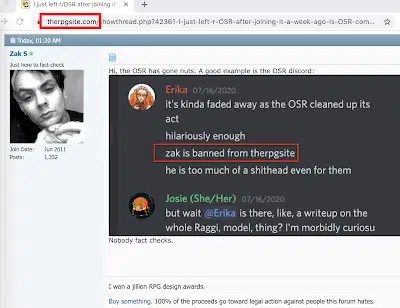 I just left r/OSR after joining it
therpgsite.com/showthread.php?42361-I-just-left-r-OSR-after-joining-it-a-week-ago-is-OSR-com...
Today, 01:20 AM
Zak S
Just here to fact check
Join Date: Jun 2011
Posts: 1,332
Hi, the OSR has gone nuts. A good example is the OSR discord:
Erika 07/16/2020
it's kinda faded away as the OSR cleaned up its
act
hilariously enough
zak is banned from therpgsite
he is too much of a shithead even for them
Josie (She/Her) 07/16/2020
but wait @Erika is there, like, a writeup on the
whole Raggi, model, thing? I'm morbidly curiosu
Nobody fact checks.
I won a jillion RPG design awards.
Buy something. 100% of the proceeds go toward legal action against people this forum hates.